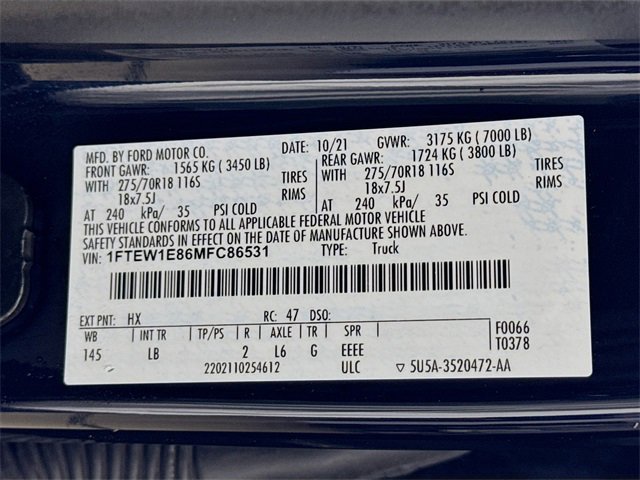 MFD. BY FORD MOTOR CO.
DATE: 10/21 GVWR: 3175 KG ( 7000 LB)
FRONT GAWR: 1565 KG ( 3450 LB) REAR GAWR: 1724 KG ( 3800 LB)
WITH 275/70R18 116S TIRES WITH 275/70R18 116S TIRES
18x7.5J RIMS 18x7.5J RIMS
AT 240 kPa/ 35 PSI COLD AT 240 kPa/ 35 PSI COLD
THIS VEHICLE CONFORMS TO ALL APPLICABLE FEDERAL MOTOR VEHICLE
SAFETY STANDARDS IN EFFECT ON THE DATE OF MANUFACTURE SHOWN ABOVE.
VIN: 1FTEW1E86MFC86531 TYPE: Truck
EXT PNT: HX RC: 47 DSO: F0066
WB INT TR TP/PS R AXLE TR SPR T0378
145 LB 2 L6 G EEEE
2202110254612 ULC 5U5A-3520472-AA